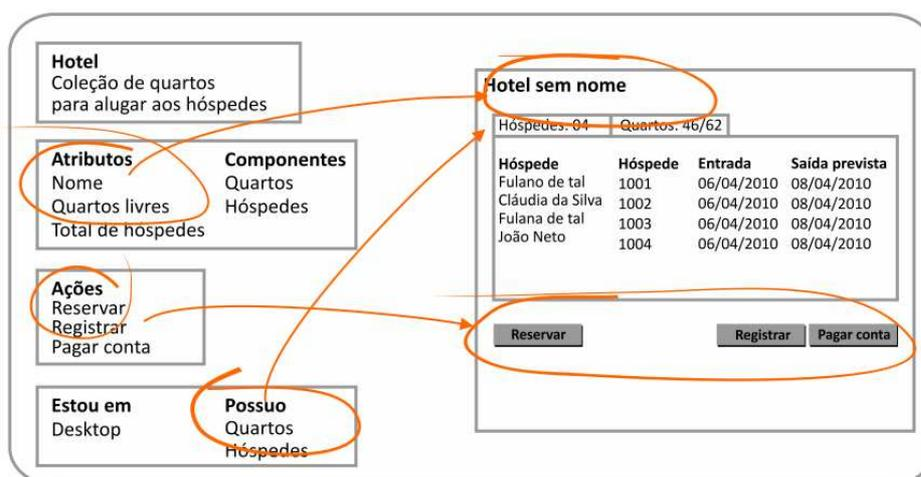 Hotel
Coleção de quartos
para alugar aos hóspedes
Atributos Componentes
Nome Quartos
Quartos livres Hóspedes
Total de hóspedes
Ações
Reservar
Registrar
Pagar conta
Estou em Possuo
Desktop Quartos
Hóspedes
Hotel sem nome
Hóspedes: 04 Quartos: 46/62
Hóspede Hóspede Entrada Saída prevista
Fulano de tal 1001 06/04/2010 08/04/2010
Cláudia da Silva 1002 06/04/2010 08/04/2010
Fulana de tal 1003 06/04/2010 08/04/2010
João Neto 1004 06/04/2010 08/04/2010
Reservar Registrar Pagar conta